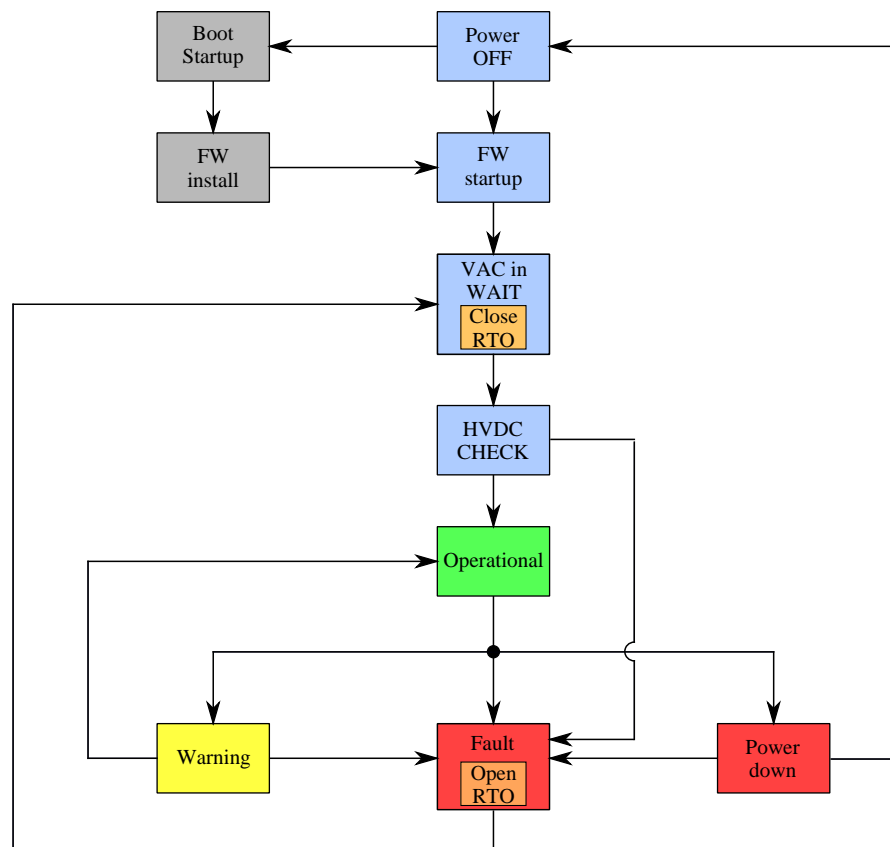 Boot
Startup
Power
OFF
FW
install
FW
startup
VAC in
WAIT
Close
RTO
HVDC
CHECK
Operational
Warning
Fault
Open
RTO
Power
down